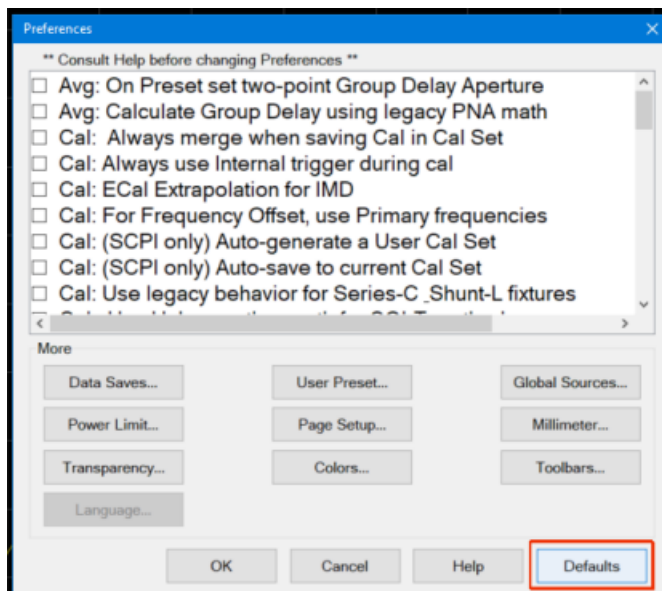 Preferences
** Consult Help before changing Preferences **
Avg: On Preset set two-point Group Delay Aperture
Avg: Calculate Group Delay using legacy PNA math
Cal: Always merge when saving Cal in Cal Set
Cal: Always use Internal trigger during cal
Cal: ECal Extrapolation for IMD
Cal: For Frequency Offset, use Primary frequencies
Cal: (SCPI only) Auto-generate a User Cal Set
Cal: (SCPI only) Auto-save to current Cal Set
Cal: Use legacy behavior for Series-C _Shunt-L fixtures
More
Data Saves... User Preset... Global Sources...
Power Limit... Page Setup... Millimeter...
Transparency... Colors... Toolbars...
Language...
OK Cancel Help Defaults